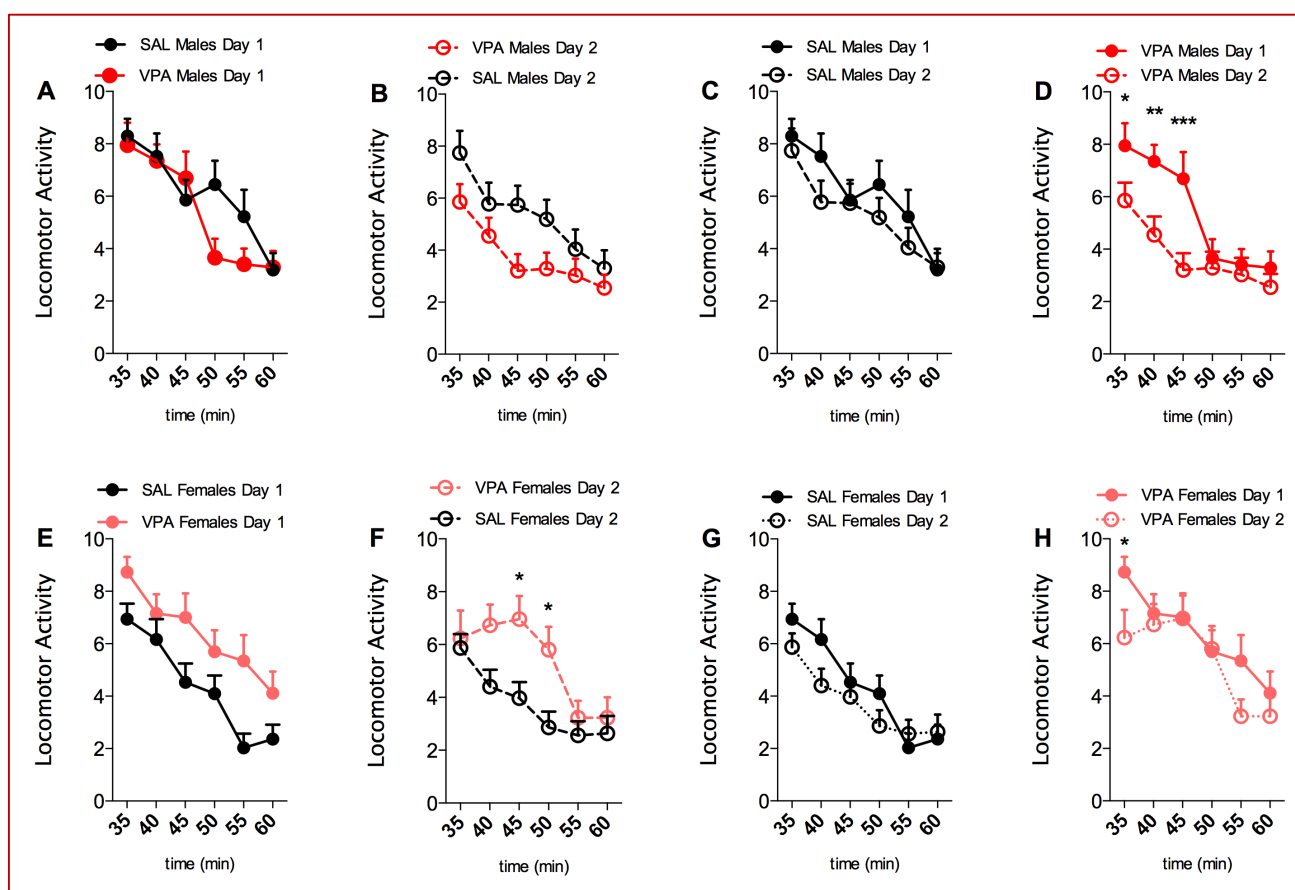 SAL Males Day 1
VPA Males Day 1
A
Locomotor Activity
10
8
6
4
2
0
35 40 45 50 55 60
time (min)
VPA Males Day 2
SAL Males Day 2
B
Locomotor Activity
10
8
6
4
2
0
35 40 45 50 55 60
time (min)
SAL Males Day 1
SAL Males Day 2
C
Locomotor Activity
10
8
6
4
2
0
35 40 45 50 55 60
time (min)
VPA Males Day 1
VPA Males Day 2
D
Locomotor Activity
* ** ***
10
8
6
4
2
0
35 40 45 50 55 60
time (min)
SAL Females Day 1
VPA Females Day 1
E
Locomotor Activity
10
8
6
4
2
0
35 40 45 50 55 60
time (min)
VPA Females Day 2
SAL Females Day 2
F
Locomotor Activity
* *
10
8
6
4
2
0
35 40 45 50 55 60
time (min)
SAL Females Day 1
SAL Females Day 2
G
Locomotor Activity
10
8
6
4
2
0
35 40 45 50 55 60
time (min)
VPA Females Day 1
VPA Females Day 2
H
Locomotor Activity
*
10
8
6
4
2
0
35 40 45 50 55 60
time (min)